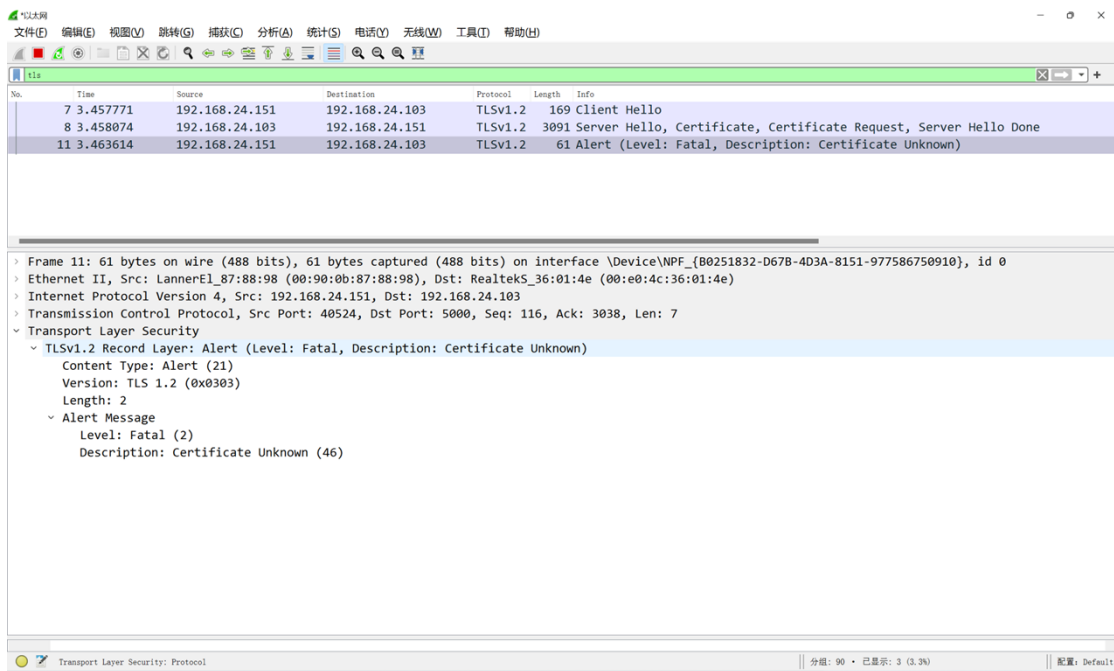 *以太网
文件(F) 编辑(E) 视图(V) 跳转(G) 捕获(C) 分析(A) 统计(S) 电话(Y) 无线(W) 工具(T) 帮助(H)
tls
No. Time Source Destination Protocol Length Info
7 3.457771 192.168.24.151 192.168.24.103 TLSv1.2 169 Client Hello
8 3.458074 192.168.24.103 192.168.24.151 TLSv1.2 3091 Server Hello, Certificate, Certificate Request, Server Hello Done
11 3.463614 192.168.24.151 192.168.24.103 TLSv1.2 61 Alert (Level: Fatal, Description: Certificate Unknown)
Frame 11: 61 bytes on wire (488 bits), 61 bytes captured (488 bits) on interface \Device\NPF_{B0251832-D67B-4D3A-8151-977586750910}, id 0
Ethernet II, Src: LannerEl_87:88:98 (00:90:0b:87:88:98), Dst: RealtekS_36:01:4e (00:e0:4c:36:01:4e)
Internet Protocol Version 4, Src: 192.168.24.151, Dst: 192.168.24.103
Transmission Control Protocol, Src Port: 40524, Dst Port: 5000, Seq: 116, Ack: 3038, Len: 7
Transport Layer Security
TLSv1.2 Record Layer: Alert (Level: Fatal, Description: Certificate Unknown)
Content Type: Alert (21)
Version: TLS 1.2 (0x0303)
Length: 2
Alert Message
Level: Fatal (2)
Description: Certificate Unknown (46)
Transport Layer Security: Protocol 分组: 90 · 已显示: 3 (3.3%) 配置: Default